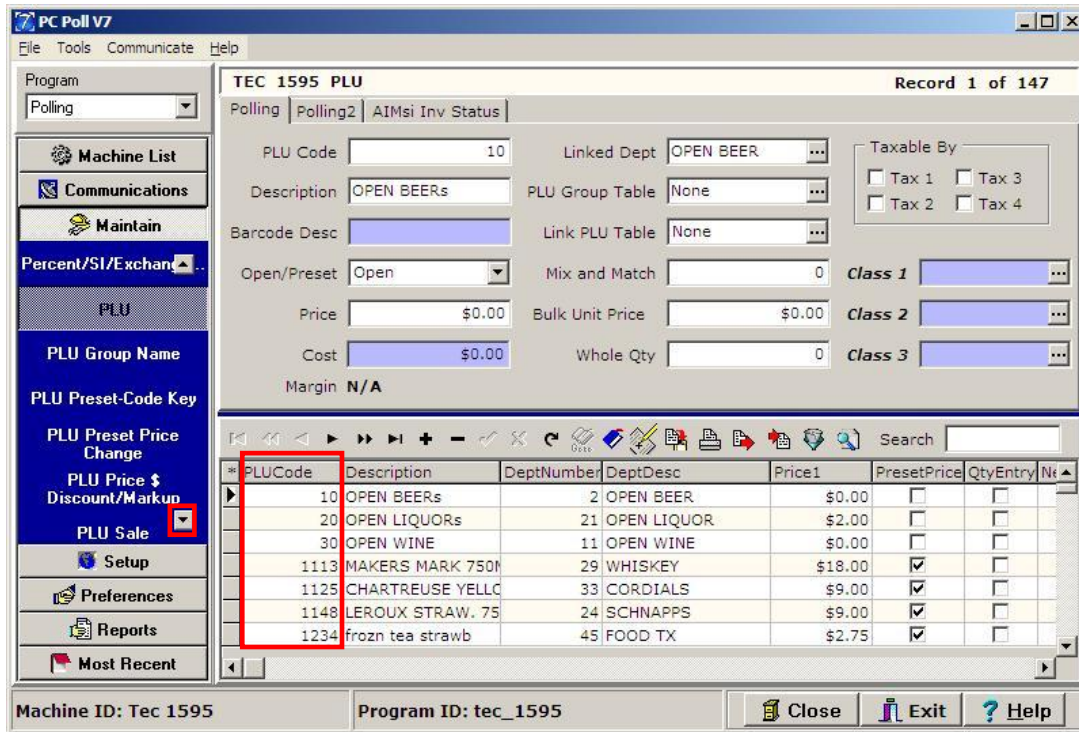 PC Poll V7
File Tools Communicate Help
Program
Polling
Machine List
Communications
Maintain
Percent/SI/Exchang...
PLU
PLU Group Name
PLU Preset-Code Key
PLU Preset Price
Change
PLU Price $
Discount/Markup
PLU Sale
Setup
Preferences
Reports
Most Recent
TEC 1595 PLU Record 1 of 147
Polling Polling2 AIMsi Inv Status
PLU Code 10 Linked Dept OPEN BEER ... Taxable By
Tax 1 Tax 3
Description OPEN BEERs PLU Group Table None ...
Tax 2 Tax 4
Barcode Desc Link PLU Table None ...
Open/Preset Open Mix and Match 0 Class 1 ...
Price $0.00 Bulk Unit Price $0.00 Class 2 ...
Cost $0.00 Whole Qty 0 Class 3 ...
Margin N/A
Search
* PLUCode Description DeptNumber DeptDesc Price1 PresetPrice QtyEntry Ne
10 OPEN BEERs 2 OPEN BEER $0.00
20 OPEN LIQUORs 21 OPEN LIQUOR $2.00
30 OPEN WINE 11 OPEN WINE $0.00
1113 MAKERS MARK 750M 29 WHISKEY $18.00
1125 CHARTREUSE YELLO 33 CORDIALS $9.00
1148 LEROUX STRAW. 75 24 SCHNAPPS $9.00
1234 frozn tea strawb 45 FOOD TX $2.75
Machine ID: Tec 1595 Program ID: tec_1595 Close Exit ? Help